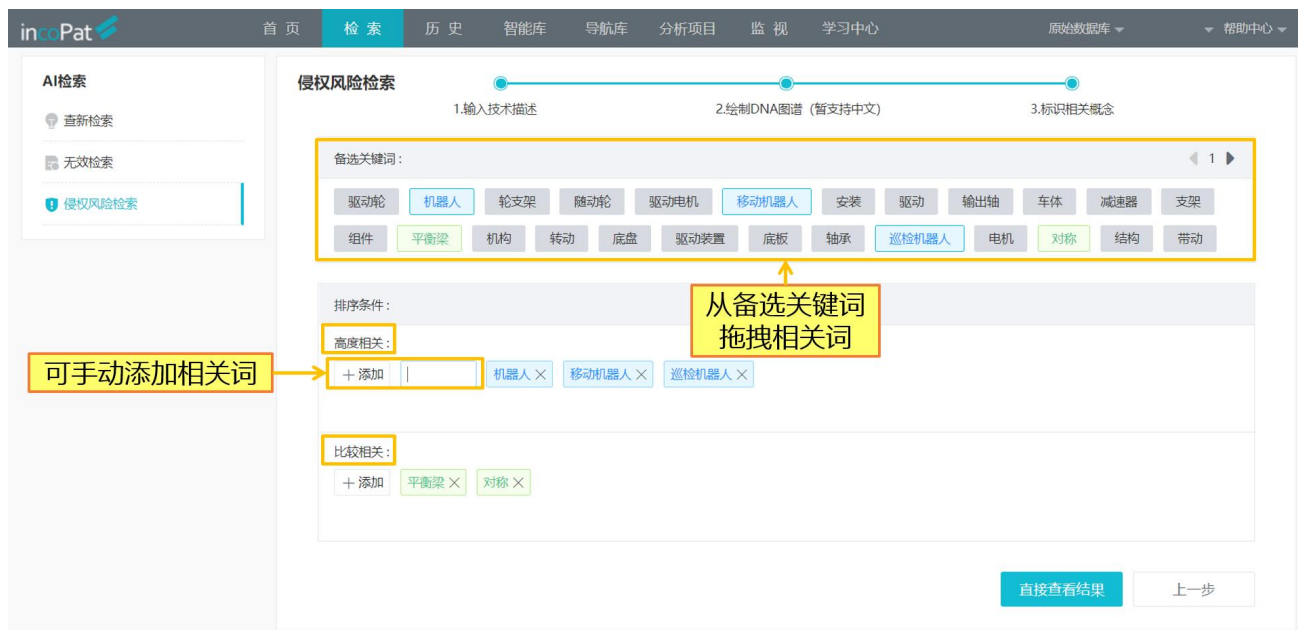 incoPat 首 页 检 索 历 史 智能库 导航库 分析项目 监 视 学习中心 原始数据库 帮助中心
AI检索
查新检索
无效检索
侵权风险检索
侵权风险检索
1.输入技术描述 2.绘制DNA图谱（暂支持中文） 3.标识相关概念
备选关键词： 1
驱动轮 机器人 轮支架 随动轮 驱动电机 移动机器人 安装 驱动 输出轴 车体 减速器 支架
组件 平衡梁 机构 转动 底盘 驱动装置 底板 轴承 巡检机器人 电机 对称 结构 带动
从备选关键词
拖拽相关词
排序条件：
高度相关：
可手动添加相关词
＋添加 机器人 × 移动机器人 × 巡检机器人 ×
比较相关：
＋添加 平衡梁 × 对称 ×
直接查看结果 上一步